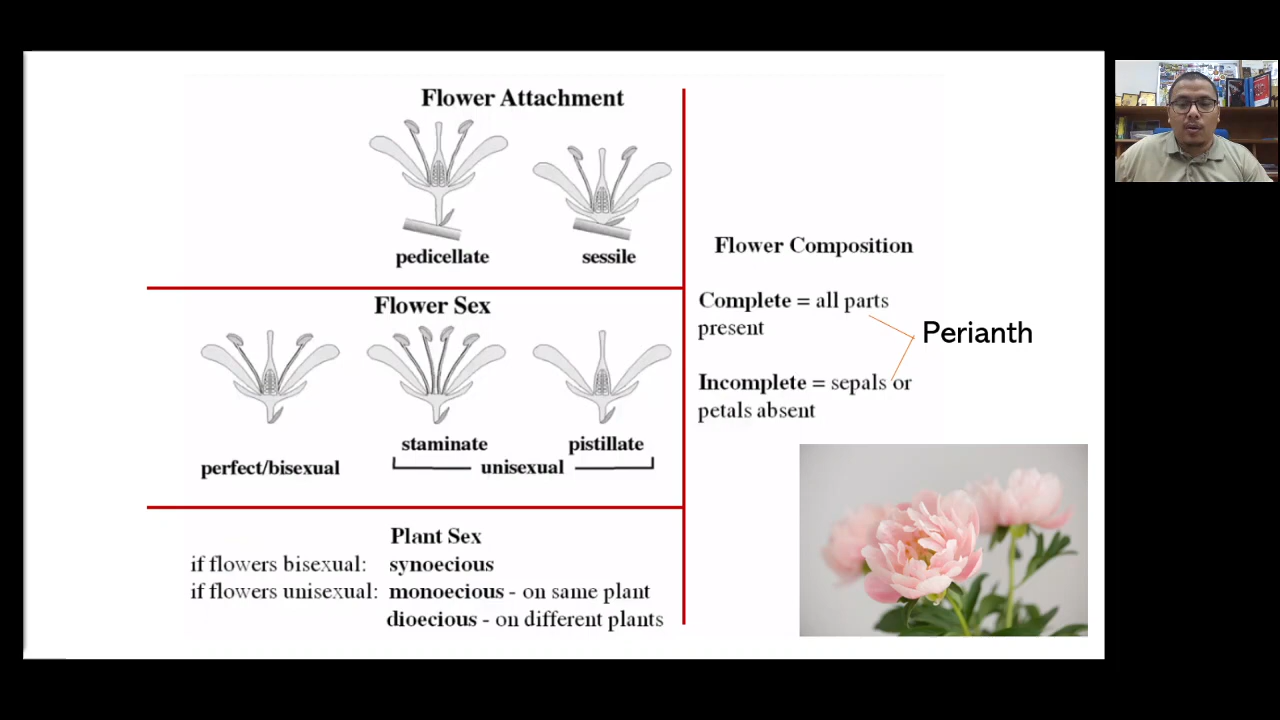 Flower Attachment
pedicellate
sessile
Flower Sex
perfect/bisexual
staminate
pistillate
unisexual
Plant Sex
if flowers bisexual: synoecious
if flowers unisexual: monoecious - on same plant
dioecious - on different plants
Flower Composition
Complete = all parts
present
Incomplete = sepals or
petals absent
Perianth